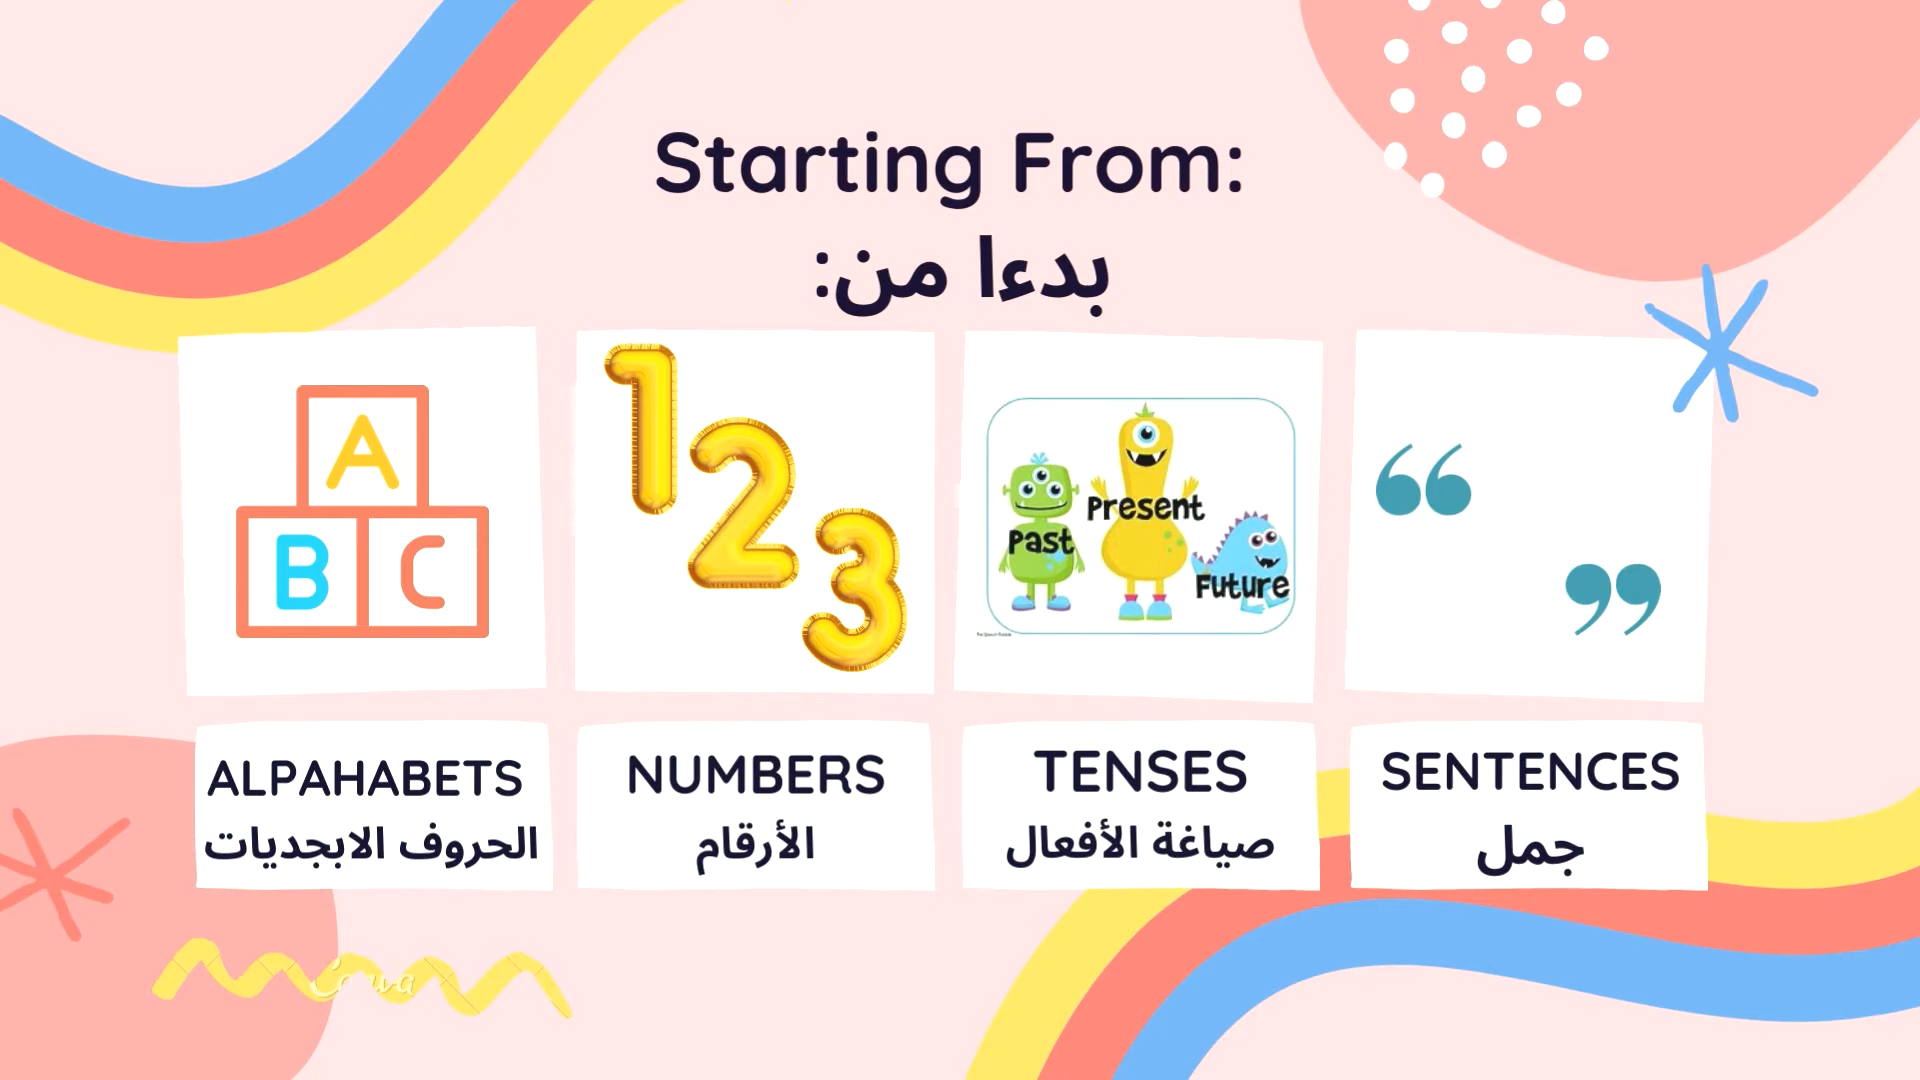 Starting From:
بدءا من:
A
B C
1
2
3
Past
Present
Future
ALPAHABETS
الحروف الابجديات
NUMBERS
الأرقام
TENSES
صياغة الأفعال
SENTENCES
جمل
Canva